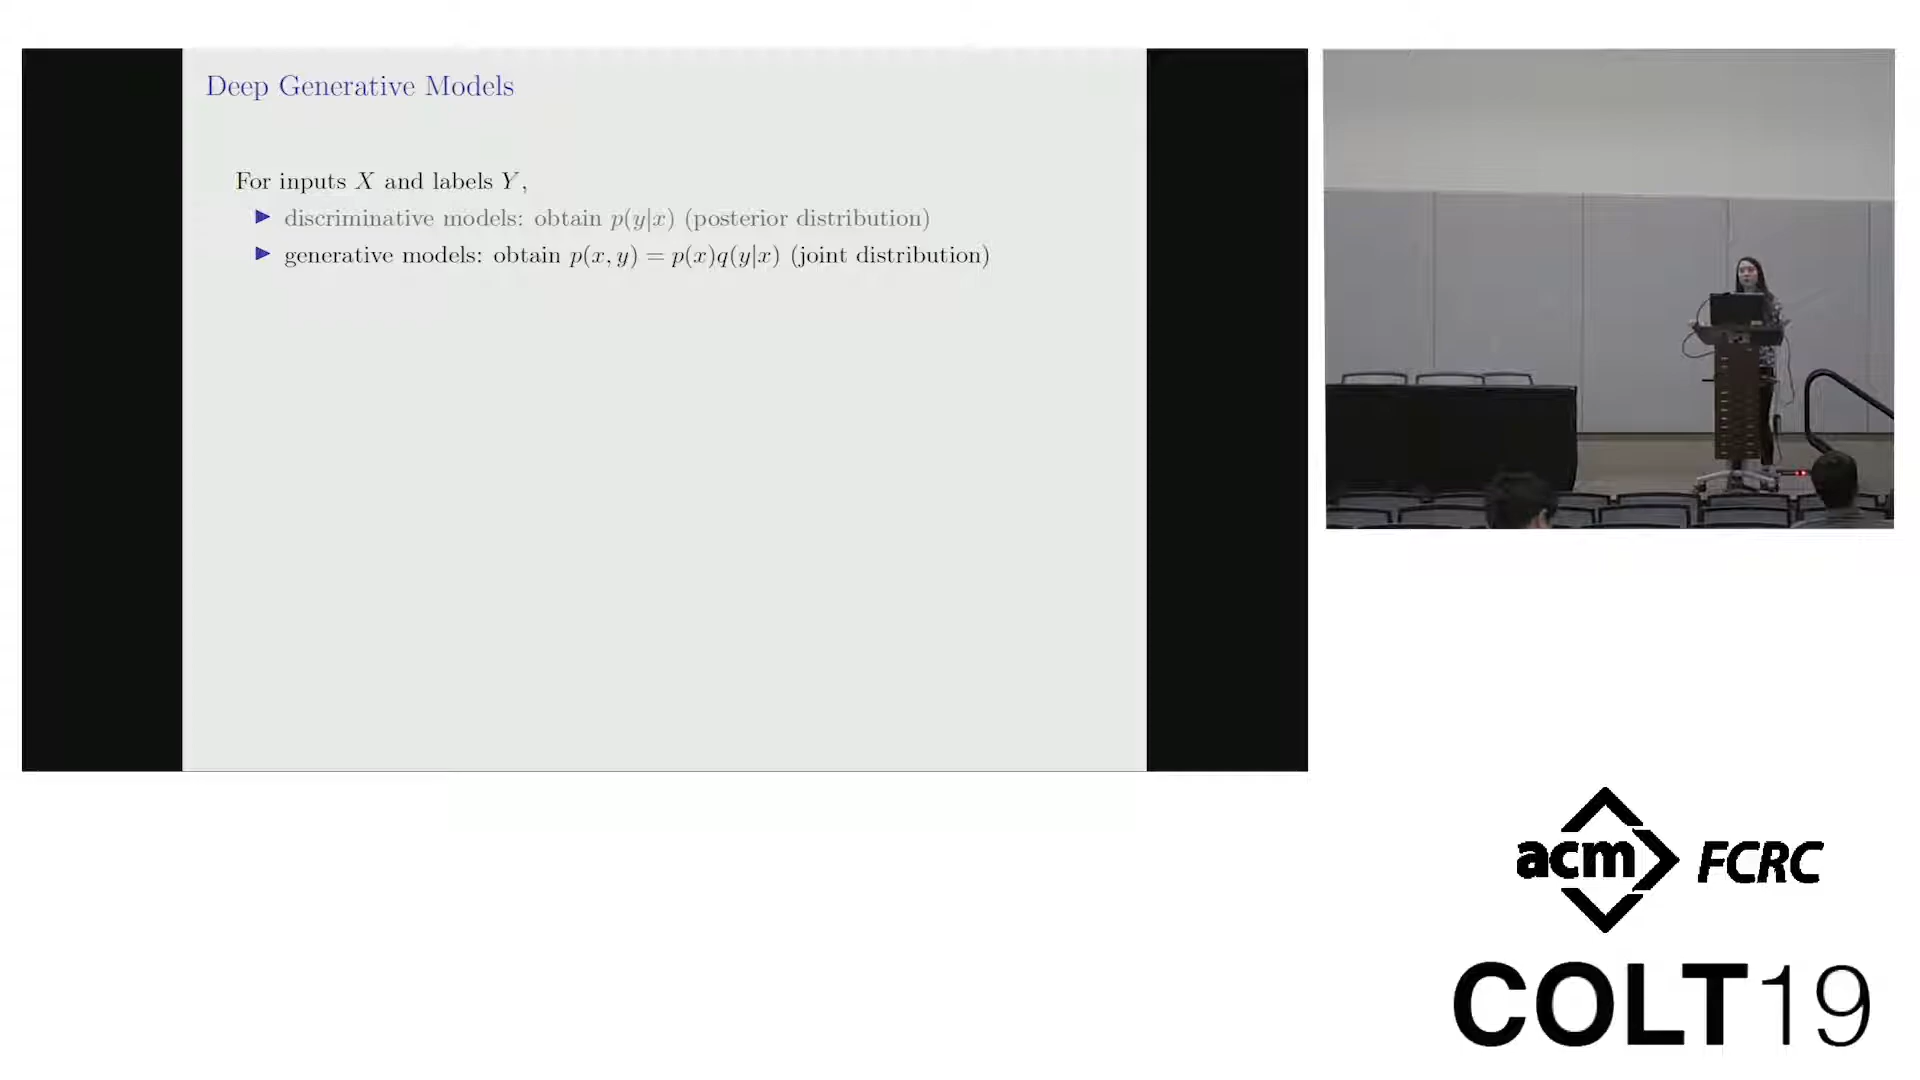 Deep Generative Models
For inputs X and labels Y,
▶ discriminative models: obtain p(y|x) (posterior distribution)
▶ generative models: obtain p(x, y) = p(x)q(y|x) (joint distribution)
acm FCRC
COLT19